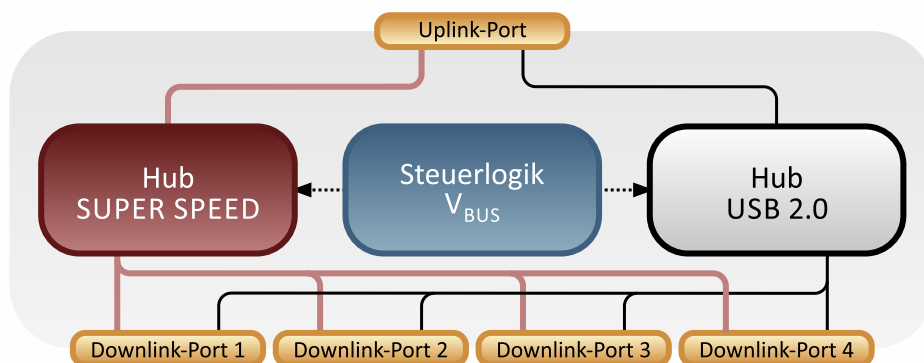 Uplink-Port
Hub
SUPER SPEED
Steuerlogik
V_BUS
Hub
USB 2.0
Downlink-Port 1
Downlink-Port 2
Downlink-Port 3
Downlink-Port 4